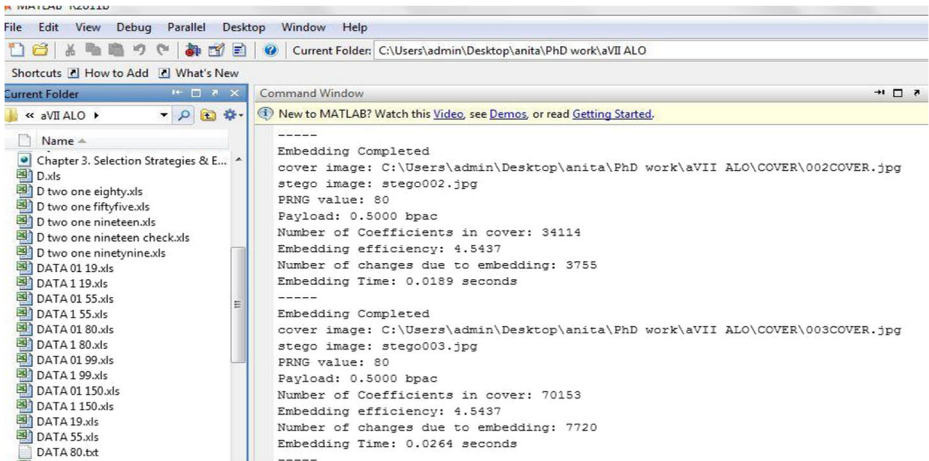 MATLAB R2011b
File Edit View Debug Parallel Desktop Window Help
Current Folder: C:\Users\admin\Desktop\anita\PhD work\aVII ALO
Shortcuts How to Add What's New
Current Folder
« aVII ALO
Name
Chapter 3. Selection Strategies & E...
D.xls
D two one eighty.xls
D two one fiftyfive.xls
D two one nineteen.xls
D two one nineteen check.xls
D two one ninetynine.xls
DATA 01 19.xls
DATA 1 19.xls
DATA 01 55.xls
DATA 1 55.xls
DATA 01 80.xls
DATA 1 80.xls
DATA 01 99.xls
DATA 1 99.xls
DATA 01 150.xls
DATA 1 150.xls
DATA 19.xls
DATA 55.xls
DATA 80.txt
Command Window
New to MATLAB? Watch this Video, see Demos, or read Getting Started.
-----
Embedding Completed
cover image: C:\Users\admin\Desktop\anita\PhD work\aVII ALO\COVER\002COVER.jpg
stego image: stego002.jpg
PRNG value: 80
Payload: 0.5000 bpac
Number of Coefficients in cover: 34114
Embedding efficiency: 4.5437
Number of changes due to embedding: 3755
Embedding Time: 0.0189 seconds
-----
Embedding Completed
cover image: C:\Users\admin\Desktop\anita\PhD work\aVII ALO\COVER\003COVER.jpg
stego image: stego003.jpg
PRNG value: 80
Payload: 0.5000 bpac
Number of Coefficients in cover: 70153
Embedding efficiency: 4.5437
Number of changes due to embedding: 7720
Embedding Time: 0.0264 seconds
-----